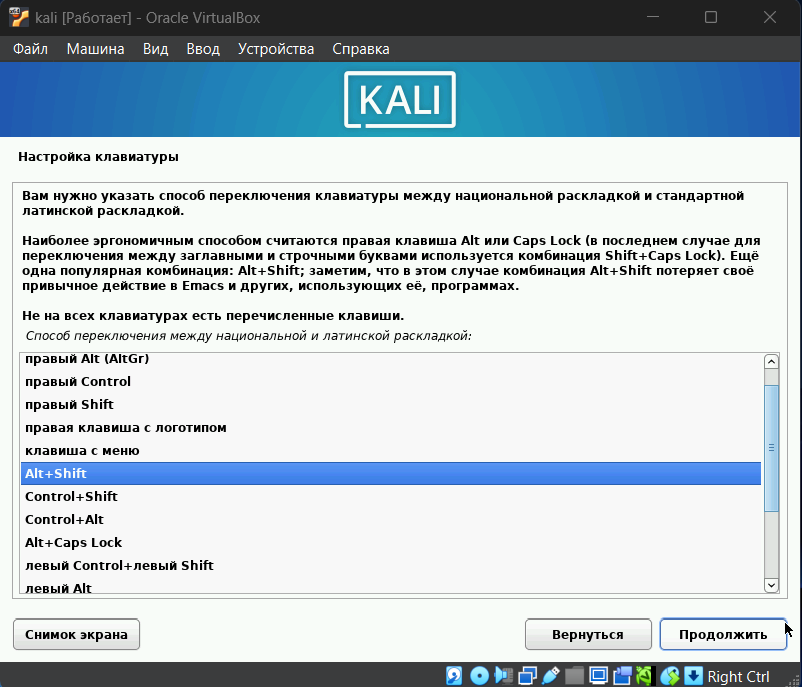 kali [Работает] - Oracle VirtualBox
Файл Машина Вид Ввод Устройства Справка
KALI
Настройка клавиатуры
Вам нужно указать способ переключения клавиатуры между национальной раскладкой и стандартной
латинской раскладкой.
Наиболее эргономичным способом считаются правая клавиша Alt или Caps Lock (в последнем случае для
переключения между заглавными и строчными буквами используется комбинация Shift+Caps Lock). Ещё
одна популярная комбинация: Alt+Shift; заметим, что в этом случае комбинация Alt+Shift потеряет своё
привычное действие в Emacs и других, использующих её, программах.
Не на всех клавиатурах есть перечисленные клавиши.
Способ переключения между национальной и латинской раскладкой:
правый Alt (AltGr)
правый Control
правый Shift
правая клавиша с логотипом
клавиша с меню
Alt+Shift
Control+Shift
Control+Alt
Alt+Caps Lock
левый Control+левый Shift
левый Alt
Снимок экрана Вернуться Продолжить
Right Ctrl